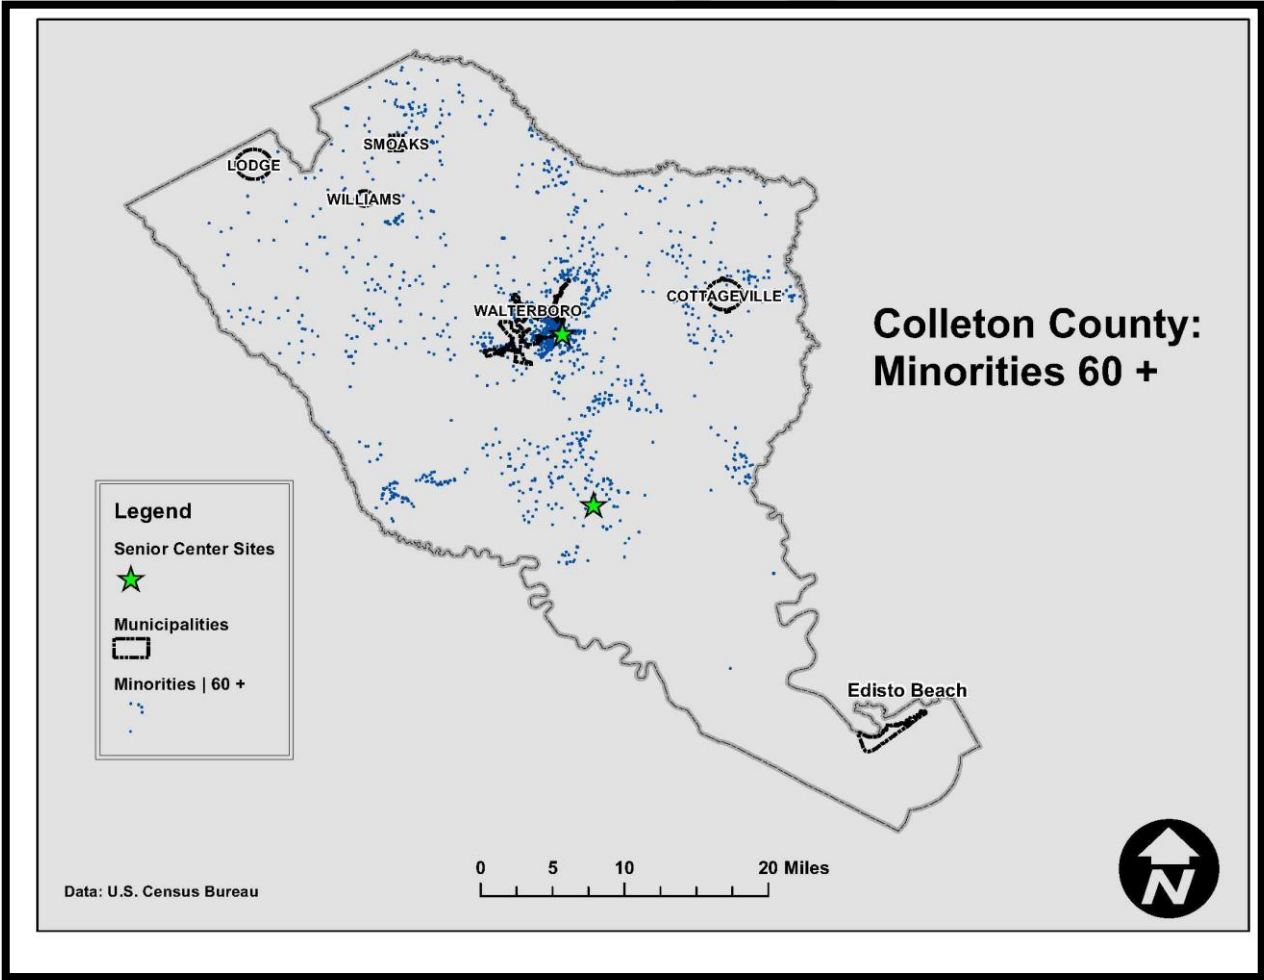 SMOAKS
LODGE
WILLIAMS
COTTAGEVILLE
WALTERBORO
Colleton County:
Minorities 60 +
Legend
Senior Center Sites
Municipalities
Minorities | 60 +
Edisto Beach
0 5 10 20 Miles
Data: U.S. Census Bureau
N